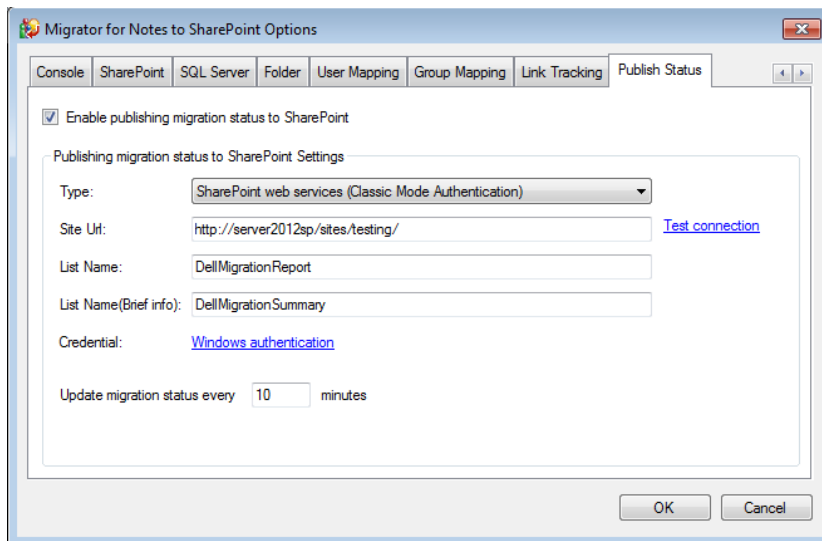 Migrator for Notes to SharePoint Options
Console SharePoint SQL Server Folder User Mapping Group Mapping Link Tracking Publish Status
Enable publishing migration status to SharePoint
Publishing migration status to SharePoint Settings
Type: SharePoint web services (Classic Mode Authentication)
Site Url: http://server2012sp/sites/testing/ Test connection
List Name: DellMigrationReport
List Name(Brief info): DellMigrationSummary
Credential: Windows authentication
Update migration status every 10 minutes
OK Cancel